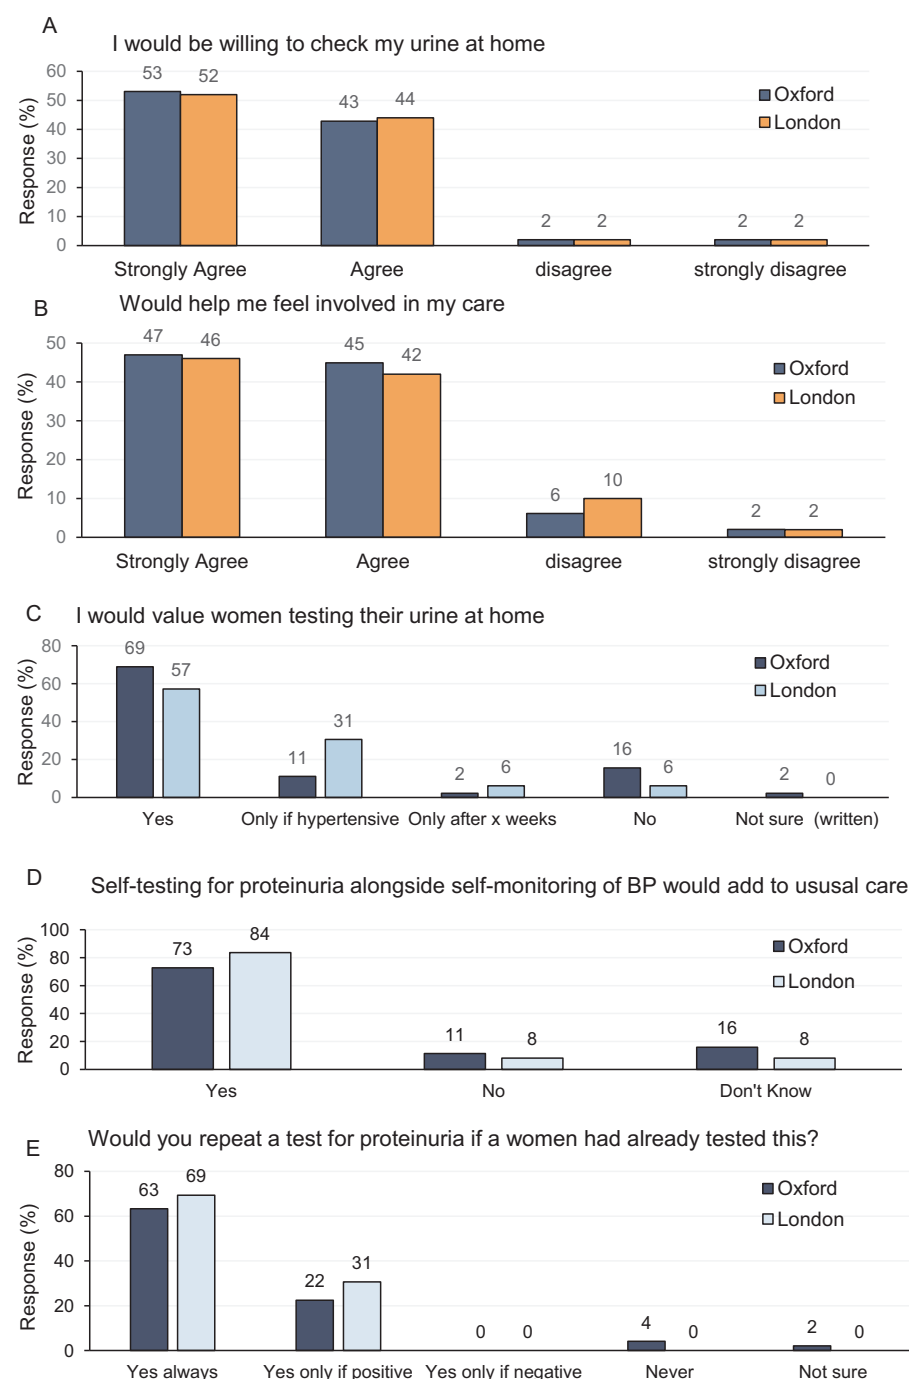 A
I would be willing to check my urine at home
60
50
40
30
20
10
0
Response (%)
53 52 43 44 2 2 2 2
Oxford
London
Strongly Agree Agree disagree strongly disagree
B
Would help me feel involved in my care
50
40
30
20
10
0
Response (%)
47 46 45 42 6 10 2 2
Oxford
London
Strongly Agree Agree disagree strongly disagree
C
I would value women testing their urine at home
80
60
40
20
0
Response (%)
69 57 11 31 2 6 16 6 2 0
Oxford
London
Yes Only if hypertensive Only after x weeks No Not sure (written)
D
Self-testing for proteinuria alongside self-monitoring of BP would add to ususal care
100
80
60
40
20
0
Response (%)
73 84 11 8 16 8
Oxford
London
Yes No Don't Know
E
Would you repeat a test for proteinuria if a women had already tested this?
80
60
40
20
0
Response (%)
63 69 22 31 0 0 4 0 2 0
Oxford
London
Yes always Yes only if positive Yes only if negative Never Not sure